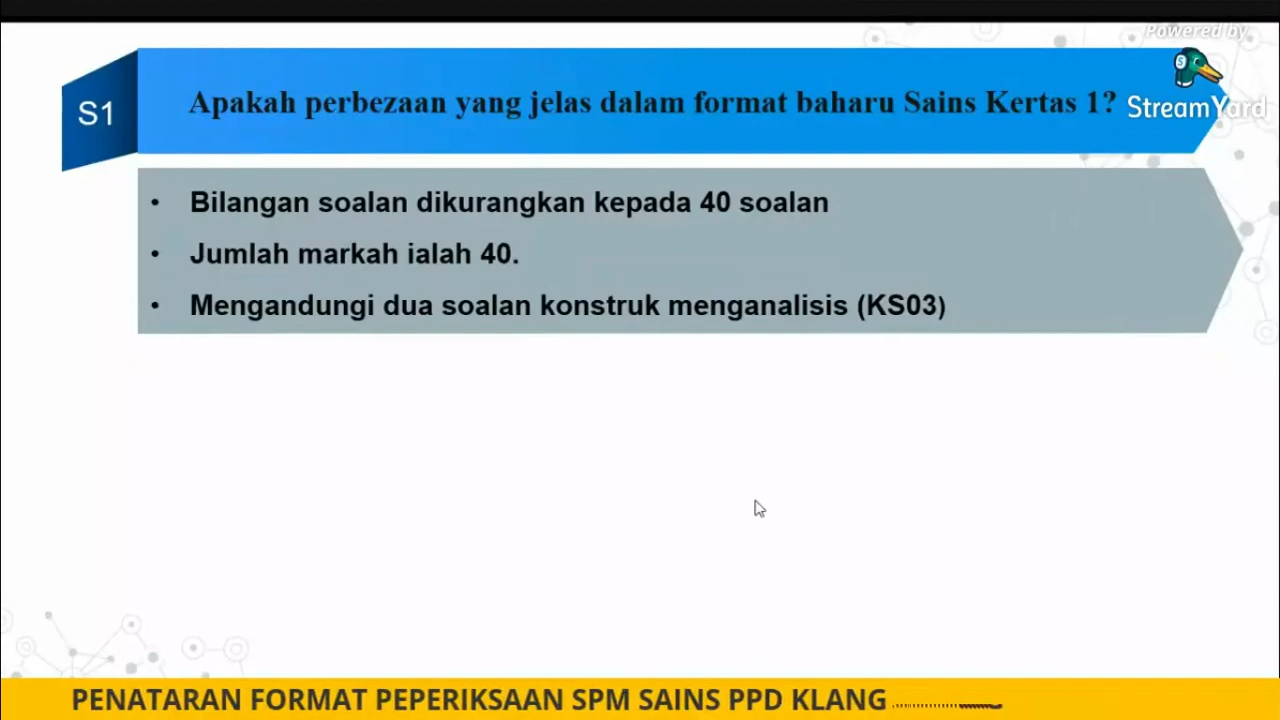 Powered by
StreamYard
S1
Apakah perbezaan yang jelas dalam format baharu Sains Kertas 1?
• Bilangan soalan dikurangkan kepada 40 soalan
• Jumlah markah ialah 40.
• Mengandungi dua soalan konstruk menganalisis (KS03)
PENATARAN FORMAT PEPERIKSAAN SPM SAINS PPD KLANG